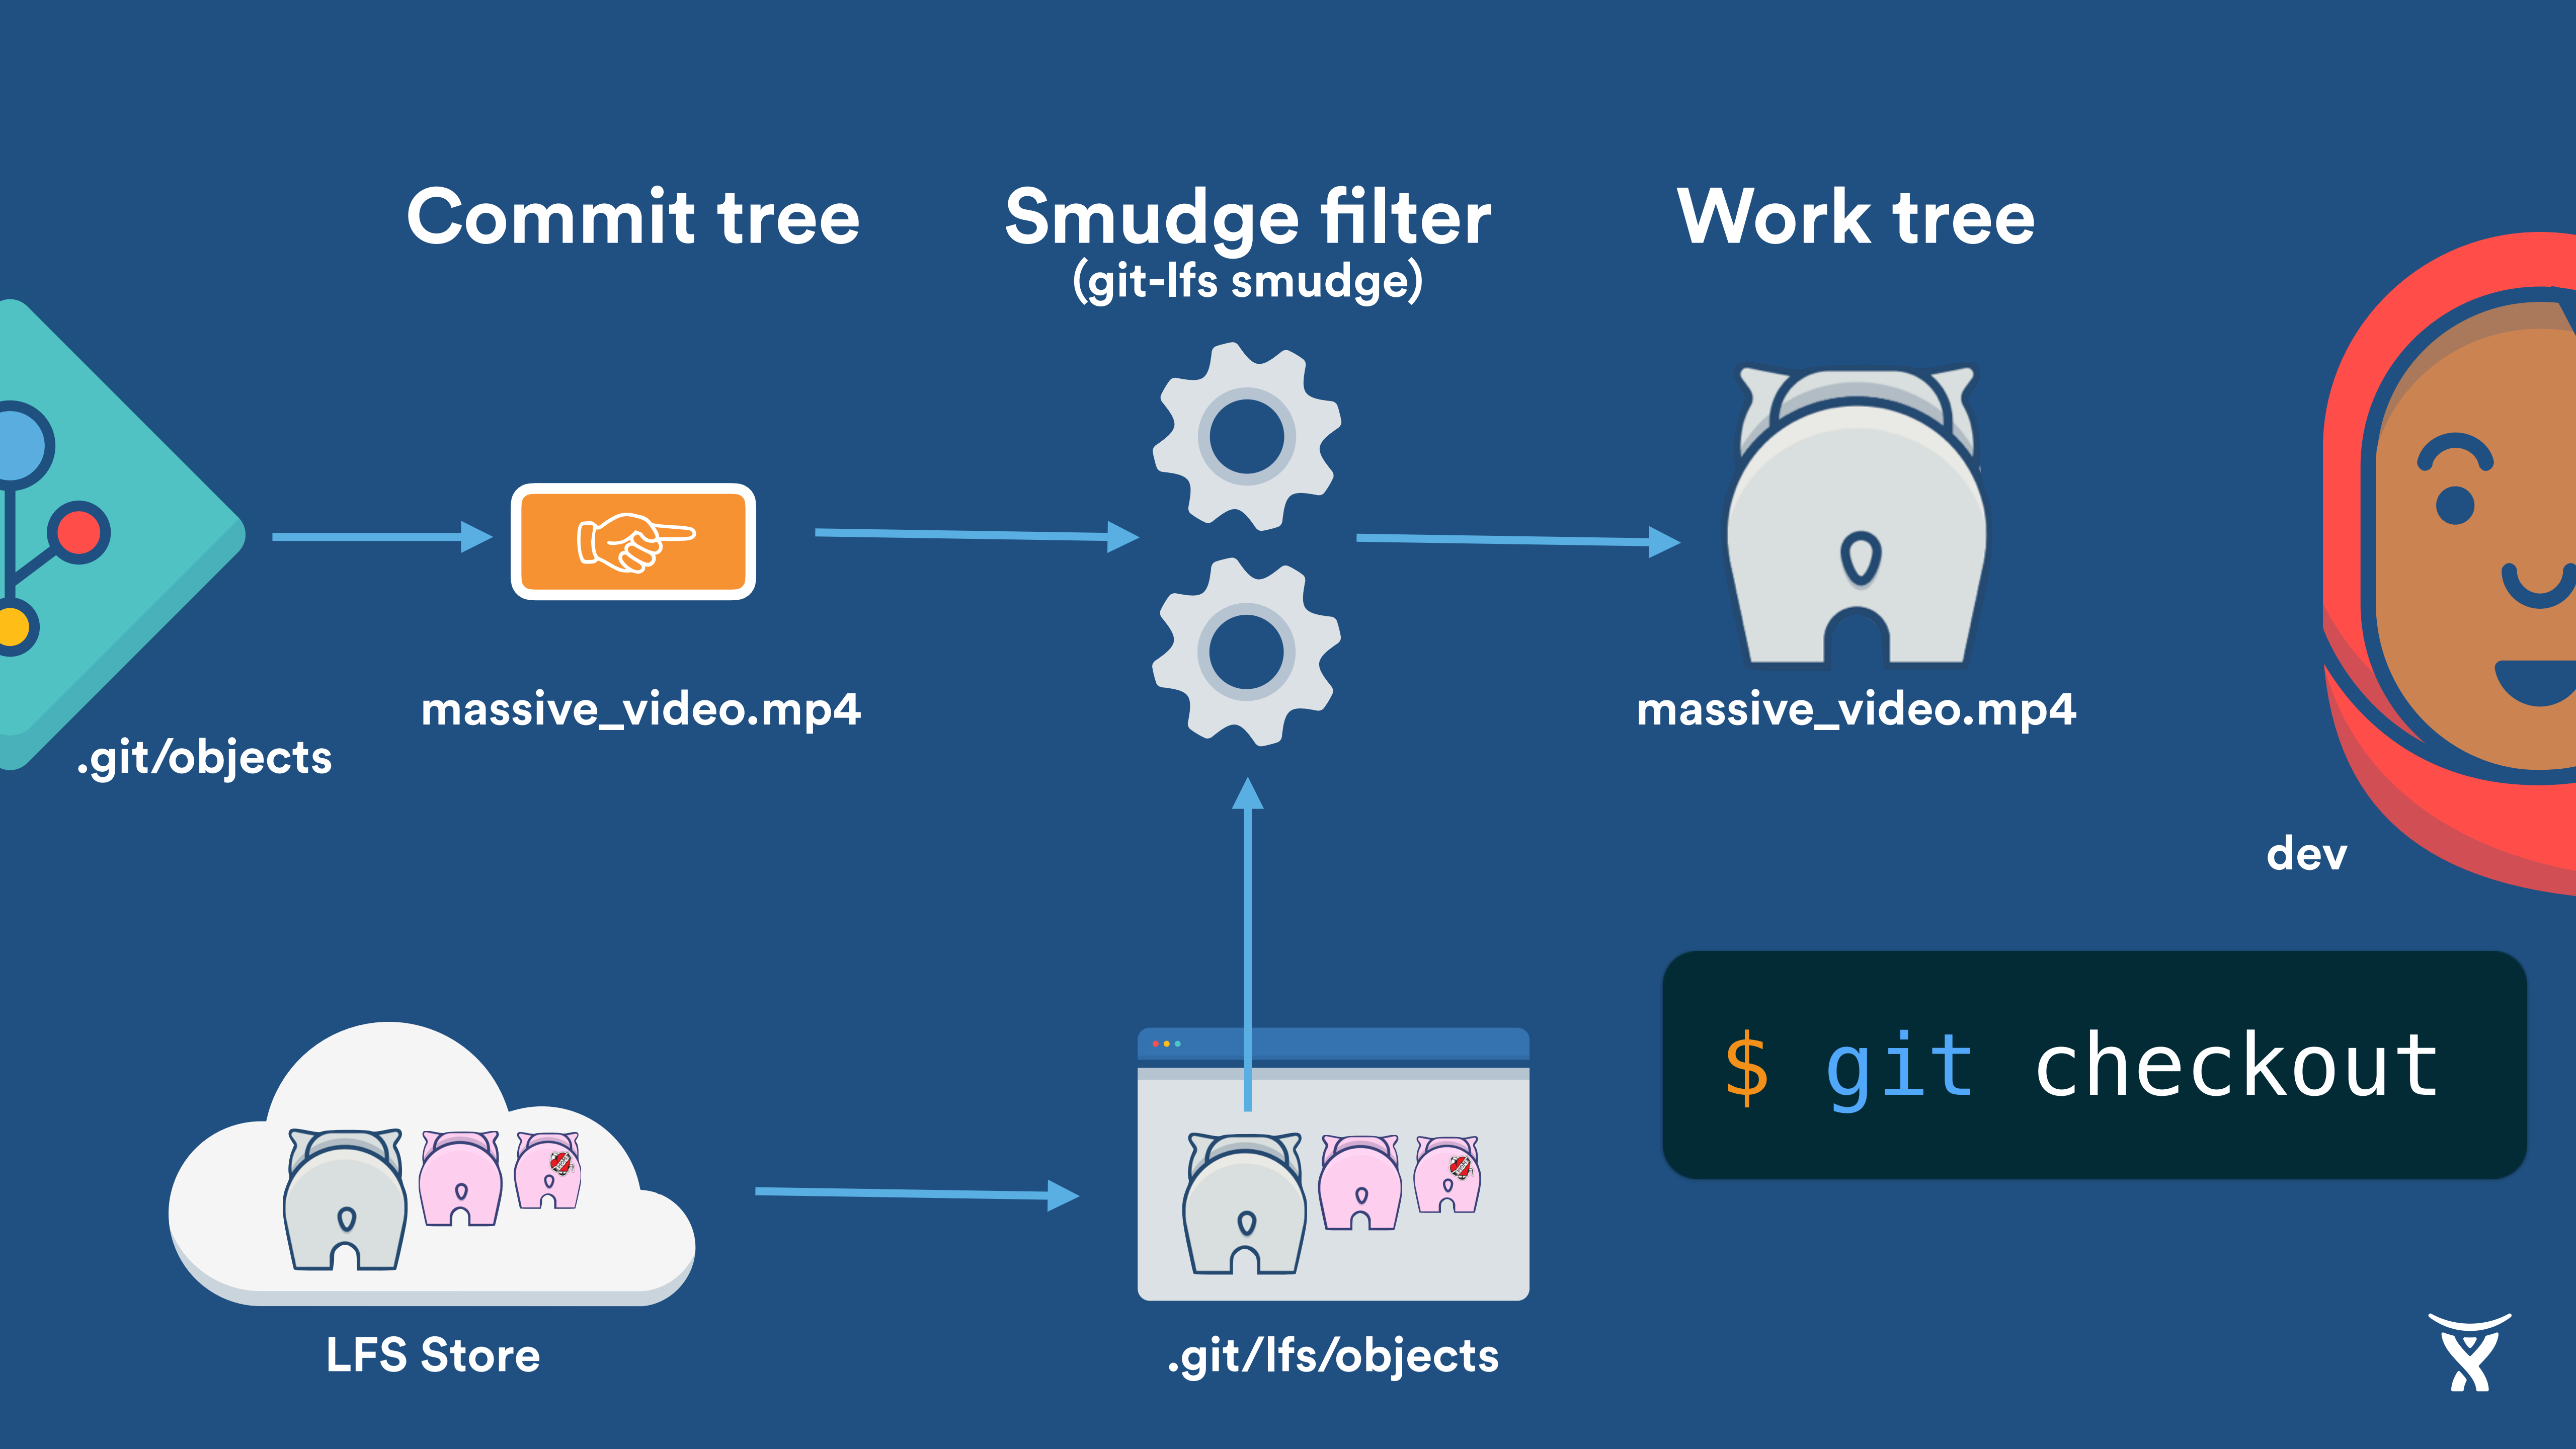 Commit tree
Smudge filter
(git-lfs smudge)
Work tree
massive_video.mp4
massive_video.mp4
.git/objects
dev
$ git checkout
LFS Store
.git/lfs/objects